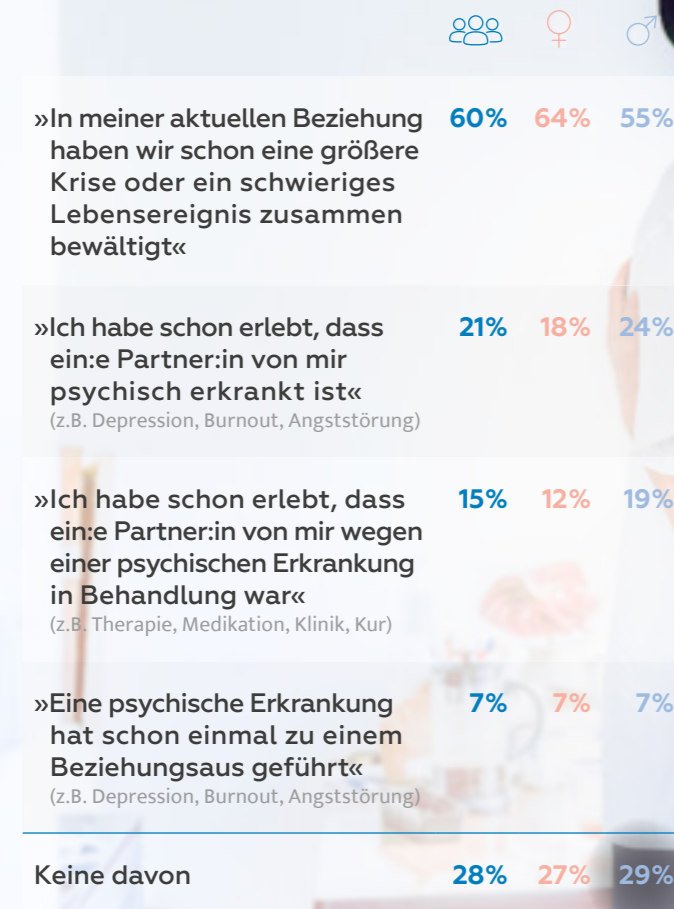 »In meiner aktuellen Beziehung 60% 64% 55%
haben wir schon eine größere
Krise oder ein schwieriges
Lebensereignis zusammen
bewältigt«
»Ich habe schon erlebt, dass 21% 18% 24%
ein:e Partner:in von mir
psychisch erkrankt ist«
(z.B. Depression, Burnout, Angststörung)
»Ich habe schon erlebt, dass 15% 12% 19%
ein:e Partner:in von mir wegen
einer psychischen Erkrankung
in Behandlung war«
(z.B. Therapie, Medikation, Klinik, Kur)
»Eine psychische Erkrankung 7% 7% 7%
hat schon einmal zu einem
Beziehungsaus geführt«
(z.B. Depression, Burnout, Angststörung)
Keine davon 28% 27% 29%